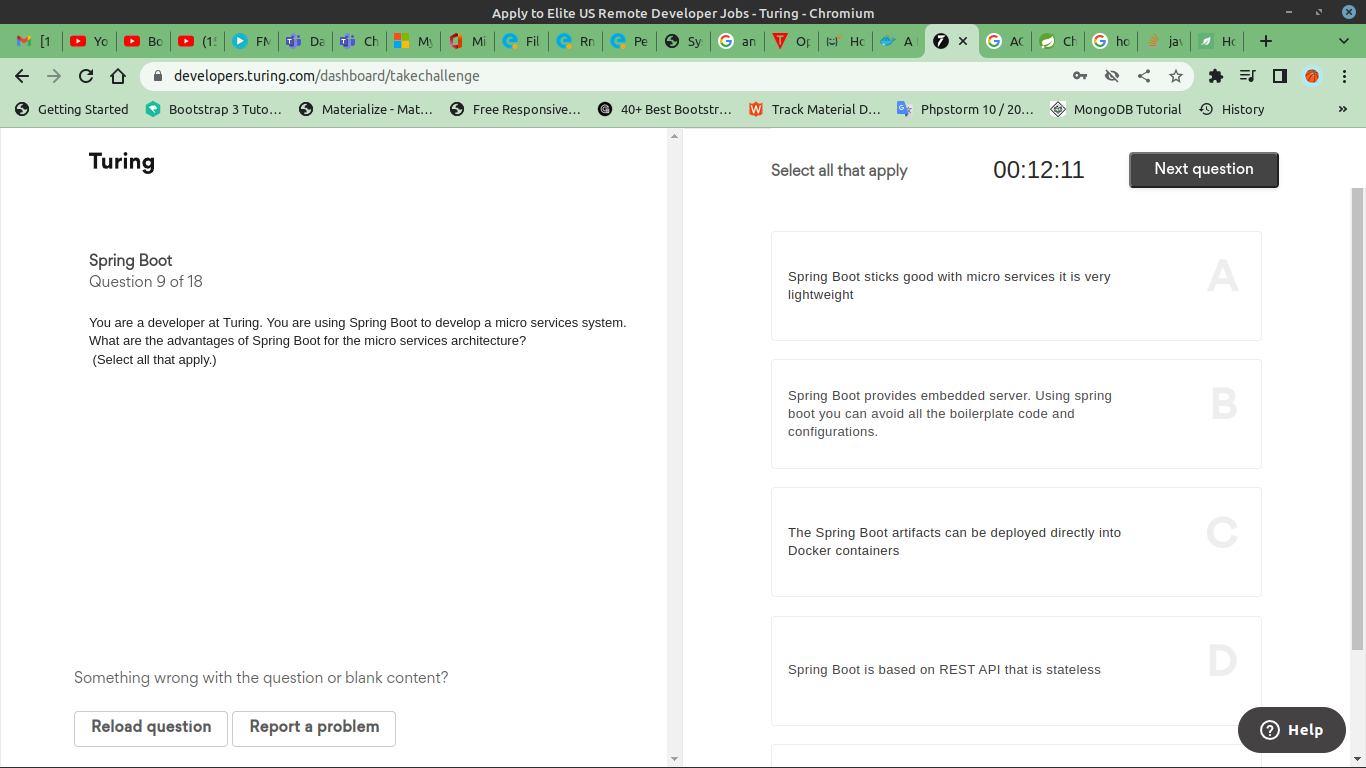 Apply to Elite US Remote Developer Jobs - Turing - Chromium
[1 Yo Bo (1 FM Da Ch My Mi Fil Rn Pe Sy an Op Ho A AC Ch ho jav Ho
developers.turing.com/dashboard/takechallenge
Getting Started Bootstrap 3 Tuto… Materialize - Mat… Free Responsive… 40+ Best Bootstr… Track Material D… Phpstorm 10 / 20… MongoDB Tutorial History »
Turing
Select all that apply 00:12:11 Next question
Spring Boot
Question 9 of 18
You are a developer at Turing. You are using Spring Boot to develop a micro services system.
What are the advantages of Spring Boot for the micro services architecture?
(Select all that apply.)
Spring Boot sticks good with micro services it is very
lightweight
A
Spring Boot provides embedded server. Using spring
boot you can avoid all the boilerplate code and
configurations.
B
The Spring Boot artifacts can be deployed directly into
Docker containers
C
Spring Boot is based on REST API that is stateless
D
Something wrong with the question or blank content?
Reload question Report a problem
Help